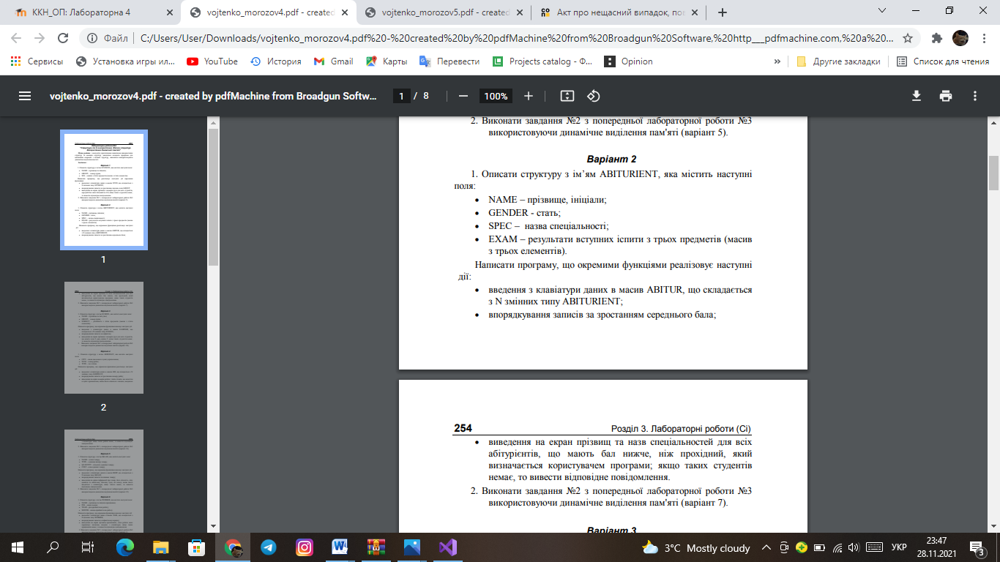 ККН_ОП: Лабораторна 4
vojtenko_morozov4.pdf - created
vojtenko_morozov5.pdf - created
Акт про нещасний випадок, пов
Файл
C:/Users/User/Downloads/vojtenko_morozov4.pdf%20-%20created%20by%20pdfMachine%20from%20Broadgun%20Software,%20http___pdfmachine.com,%20a%20...
Сервисы
Установка игры ил...
YouTube
История
Gmail
Карты
Перевести
Projects catalog - Ф...
Opinion
»
Другие закладки
Список для чтения
vojtenko_morozov4.pdf - created by pdfMachine from Broadgun Softw...
1 / 8
100%
1
2
2. Виконати завдання №2 з попередньої лабораторної роботи №3
використовуючи динамічне виділення пам'яті (варіант 5).
Варіант 2
1. Описати структуру з ім’ям ABITURIENT, яка містить наступні
поля:
• NAME – прізвище, ініціали;
• GENDER - стать;
• SPEC – назва спеціальності;
• EXAM – результати вступних іспити з трьох предметів (масив
з трьох елементів).
Написати програму, що окремими функціями реалізовує наступні
дії:
• введення з клавіатури даних в масив ABITUR, що складається
з N змінних типу ABITURIENT;
• впорядкування записів за зростанням середнього бала;
254 Розділ 3. Лабораторні роботи (Сі)
• виведення на екран прізвищ та назв спеціальностей для всіх
абітурієнтів, що мають бал нижче, ніж прохідний, який
визначається користувачем програми; якщо таких студентів
немає, то вивести відповідне повідомлення.
2. Виконати завдання №2 з попередньої лабораторної роботи №3
використовуючи динамічне виділення пам'яті (варіант 7).
Варіант 3
3°C Mostly cloudy
УКР
23:47
28.11.2021
3